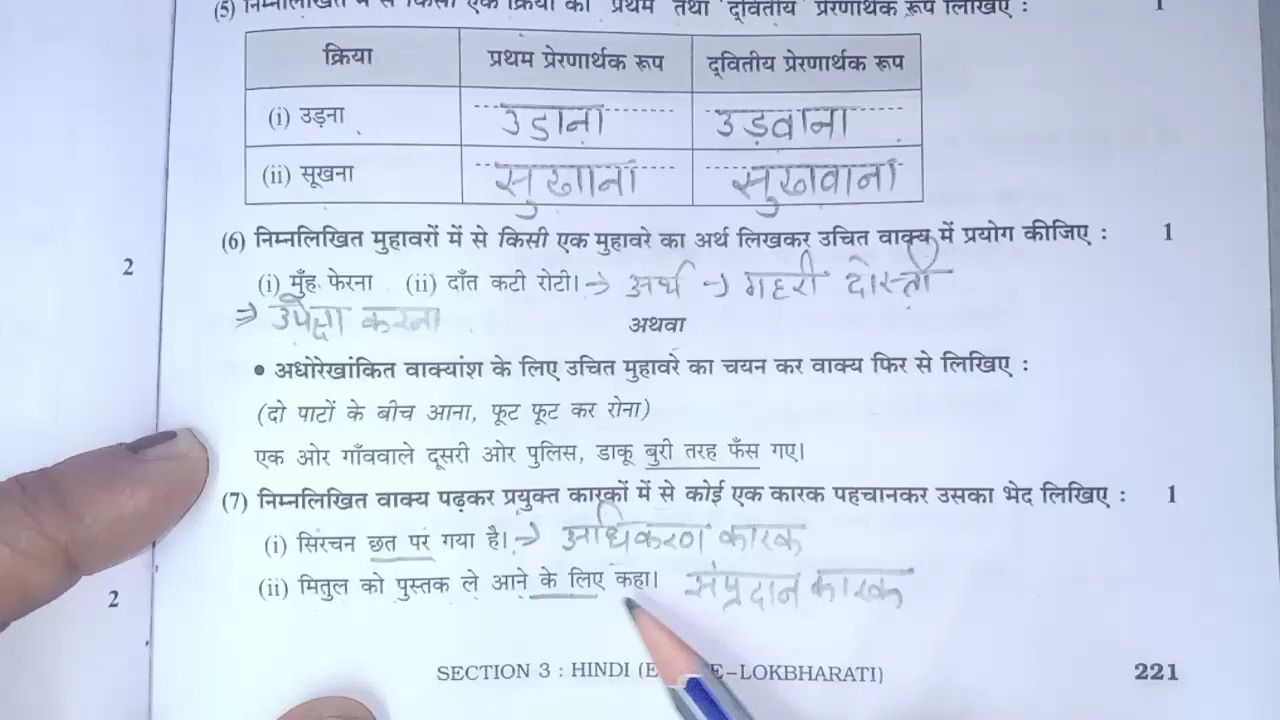 (5) निम्नलिखित में से किसी एक क्रिया का प्रथम तथा द्वितीय प्रेरणार्थक रूप लिखिए : 1
क्रिया प्रथम प्रेरणार्थक रूप द्वितीय प्रेरणार्थक रूप
(i) उड़ना उडाना उड़वाना
(ii) सूखना सुखाना सुखवाना
(6) निम्नलिखित मुहावरों में से किसी एक मुहावरे का अर्थ लिखकर उचित वाक्य में प्रयोग कीजिए : 1
2
(i) मुँह फेरना (ii) दाँत कटी रोटी। → अर्थ → गहरी दोस्ती
⇒ उपेक्षा करना
अथवा
• अधोरेखांकित वाक्यांश के लिए उचित मुहावरे का चयन कर वाक्य फिर से लिखिए :
(दो पाटों के बीच आना, फूट फूट कर रोना)
एक ओर गाँववाले दूसरी ओर पुलिस, डाकू बुरी तरह फँस गए।
(7) निम्नलिखित वाक्य पढ़कर प्रयुक्त कारकों में से कोई एक कारक पहचानकर उसका भेद लिखिए : 1
(i) सिरचन छत पर गया है। → अधिकरण कारक
(ii) मितुल को पुस्तक ले आने के लिए कहा। संप्रदान कारक
2
SECTION 3 : HINDI (E E–LOKBHARATI) 221